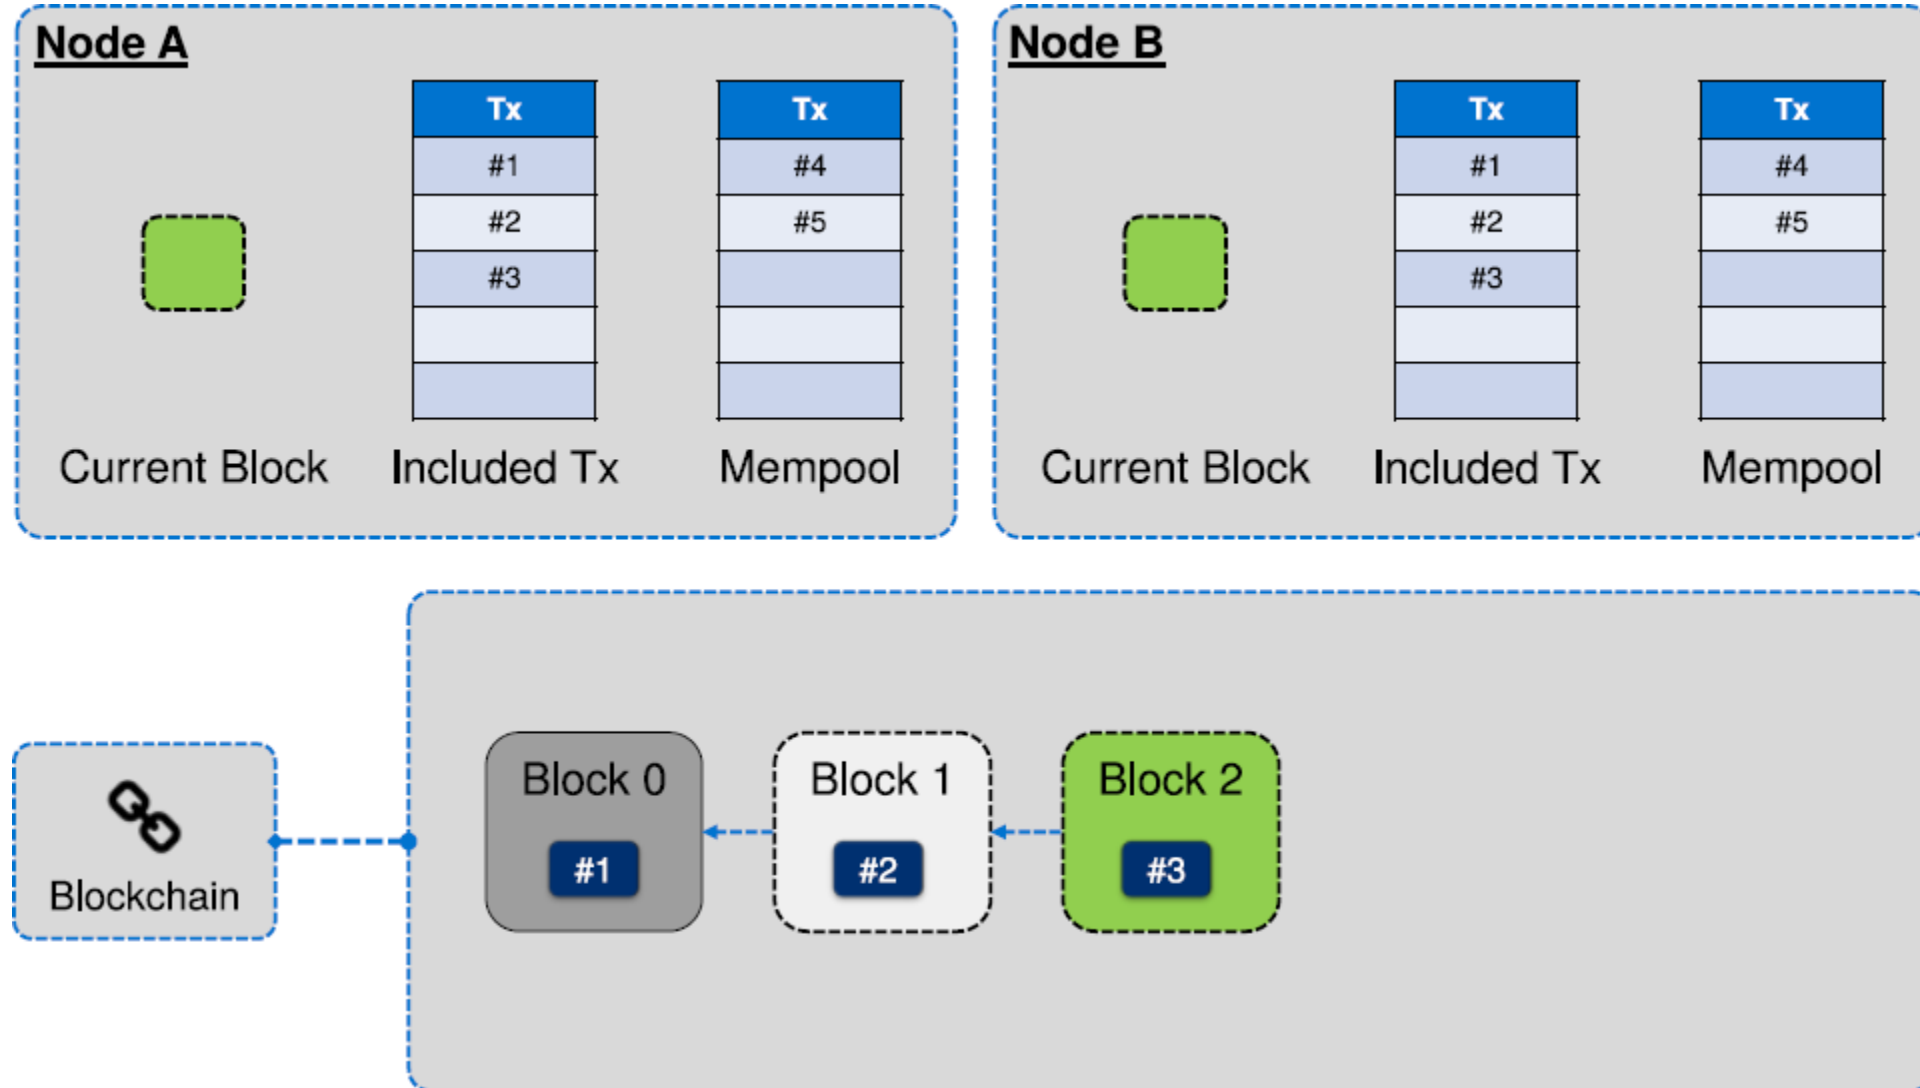 Node A
Tx
#1
#2
#3
Tx
#4
#5
Current Block
Included Tx
Mempool
Node B
Tx
#1
#2
#3
Tx
#4
#5
Current Block
Included Tx
Mempool
Blockchain
Block 0
#1
Block 1
#2
Block 2
#3